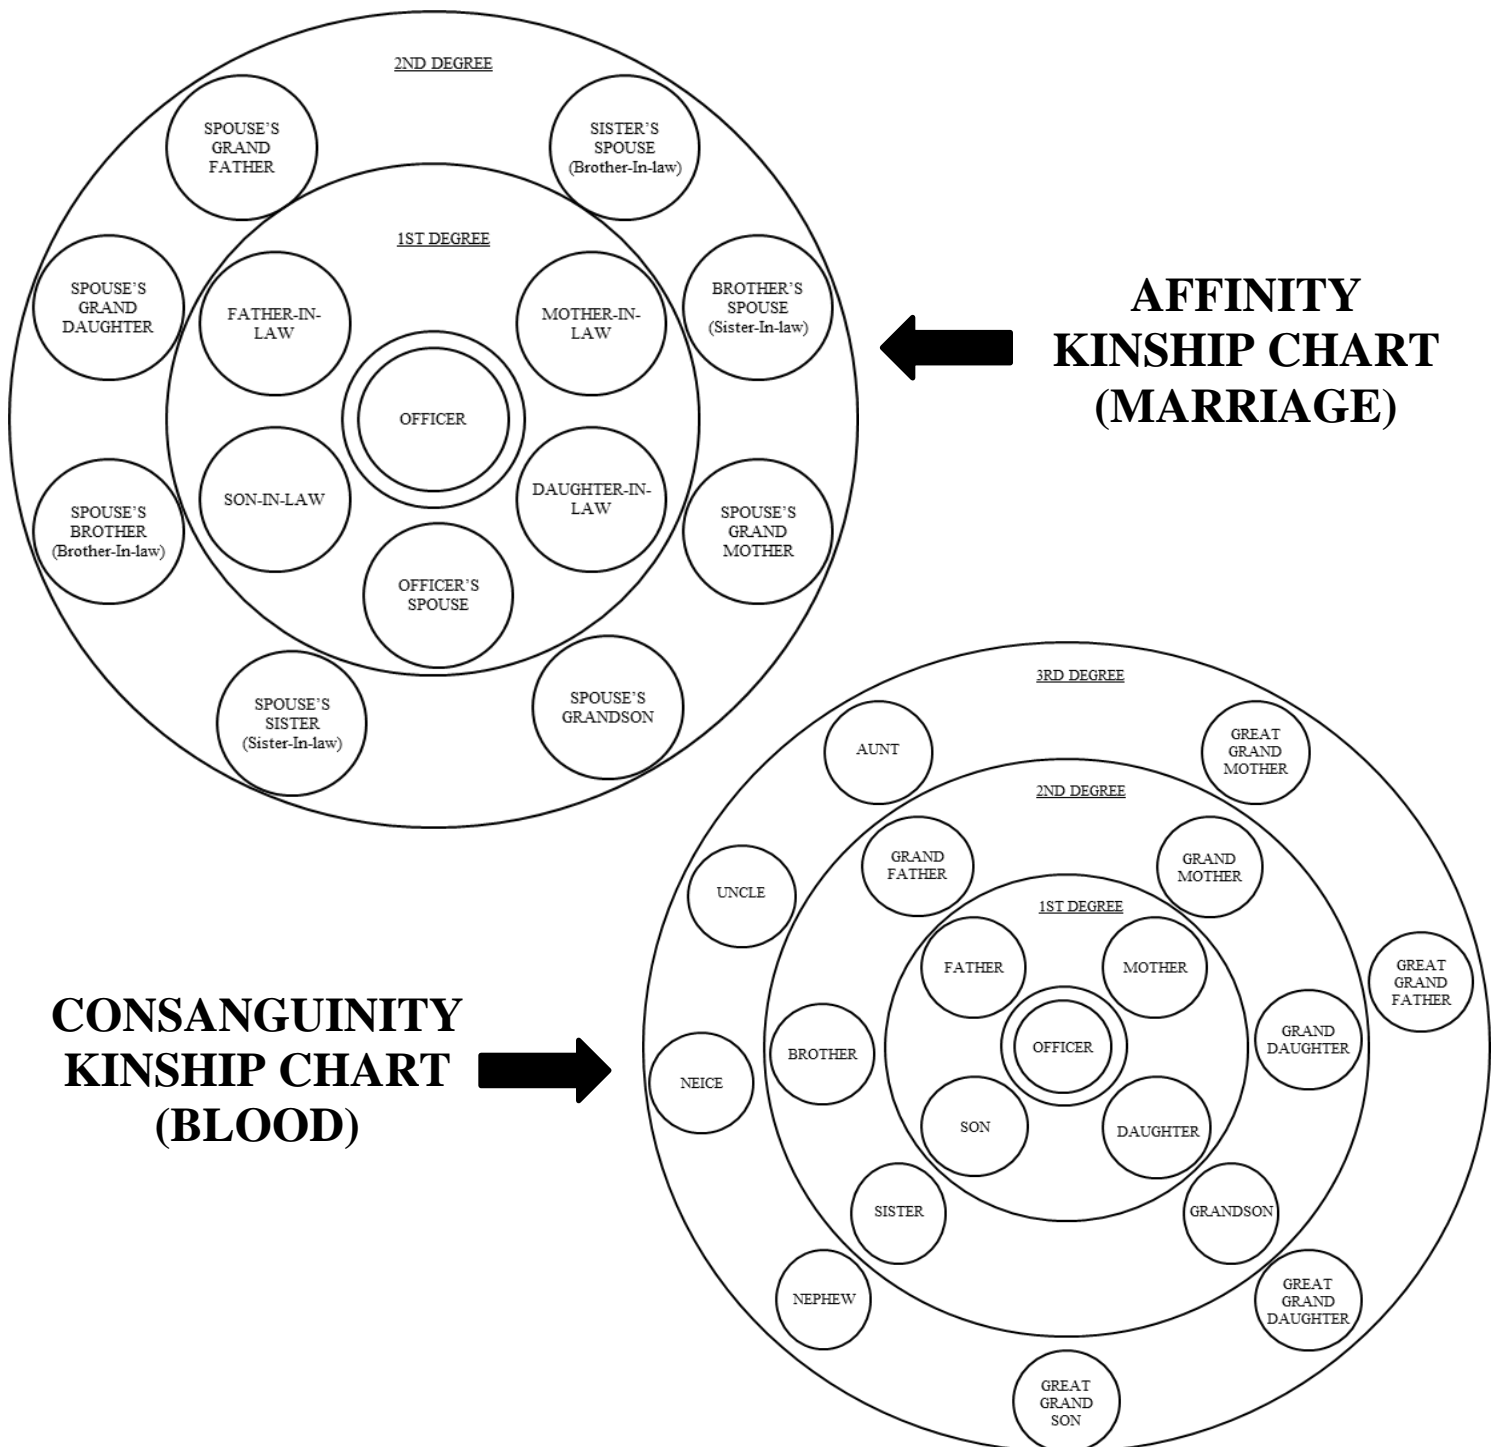 2ND DEGREE
SPOUSE'S
GRAND
FATHER
SISTER'S
SPOUSE
(Brother-In-law)
1ST DEGREE
SPOUSE'S
GRAND
DAUGHTER
FATHER-IN-
LAW
MOTHER-IN-
LAW
BROTHER'S
SPOUSE
(Sister-In-law)
OFFICER
SPOUSE'S
BROTHER
(Brother-In-law)
SON-IN-LAW
DAUGHTER-IN-
LAW
SPOUSE'S
GRAND
MOTHER
OFFICER'S
SPOUSE
SPOUSE'S
SISTER
(Sister-In-law)
SPOUSE'S
GRANDSON
AFFINITY
KINSHIP CHART
(MARRIAGE)
CONSANGUINITY
KINSHIP CHART
(BLOOD)
3RD DEGREE
AUNT
GREAT
GRAND
MOTHER
2ND DEGREE
UNCLE
GRAND
FATHER
GRAND
MOTHER
1ST DEGREE
FATHER
MOTHER
GREAT
GRAND
FATHER
NEICE
BROTHER
OFFICER
GRAND
DAUGHTER
SON
DAUGHTER
SISTER
GRANDSON
NEPHEW
GREAT
GRAND
DAUGHTER
GREAT
GRAND
SON